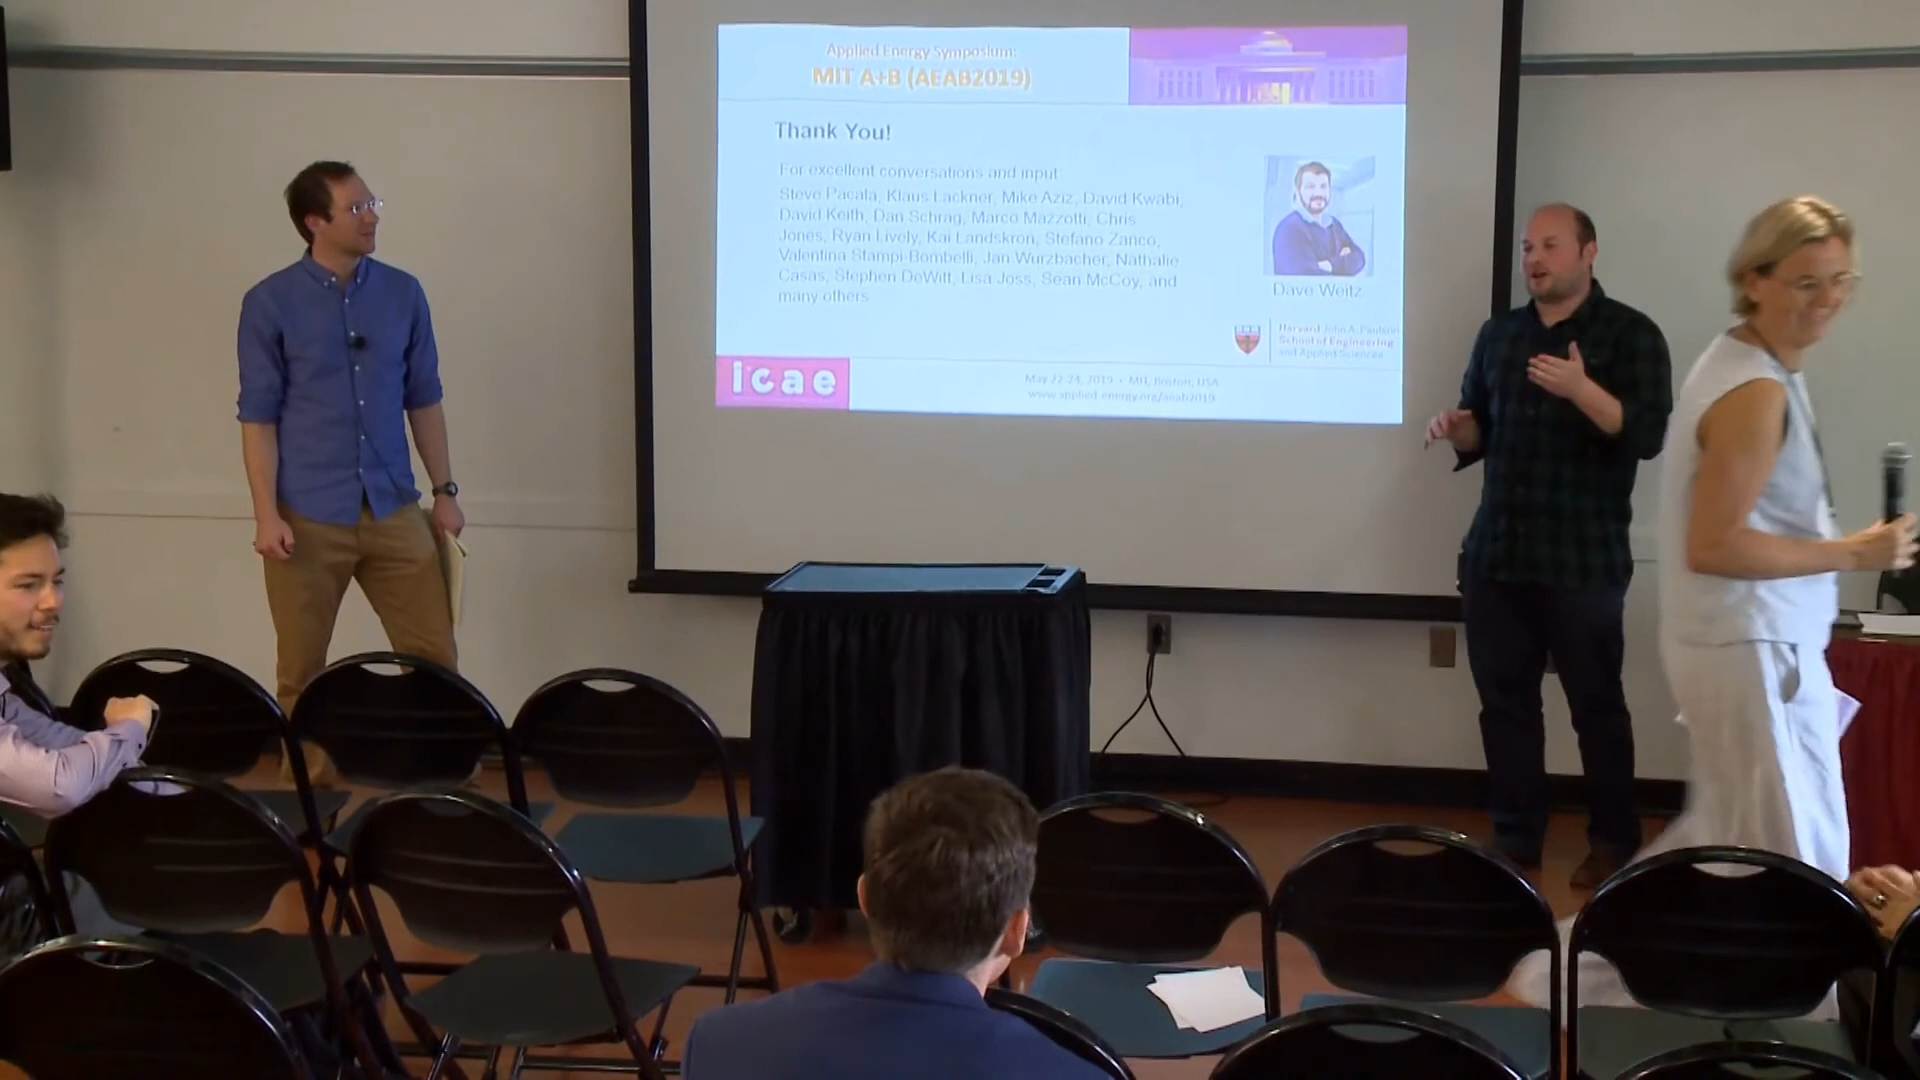 Applied Energy Symposium:
MIT A+B (AEAB2019)
Thank You!
For excellent conversations and input
Steve Pacala, Klaus Lackner, Mike Aziz, David Kwabi,
David Keith, Dan Schrag, Marco Mazzotti, Chris
Jones, Ryan Lively, Kai Landskron, Stefano Zanco,
Valentina Stampi-Bombelli, Jan Wurzbacher, Nathalie
Casas, Stephen DeWitt, Lisa Joss, Sean McCoy, and
many others
Dave Weitz
Harvard John A. Paulson
School of Engineering
and Applied Sciences
icae
May 22-24, 2019 • MIT, Boston, USA
www.applied-energy.org/aeab2019